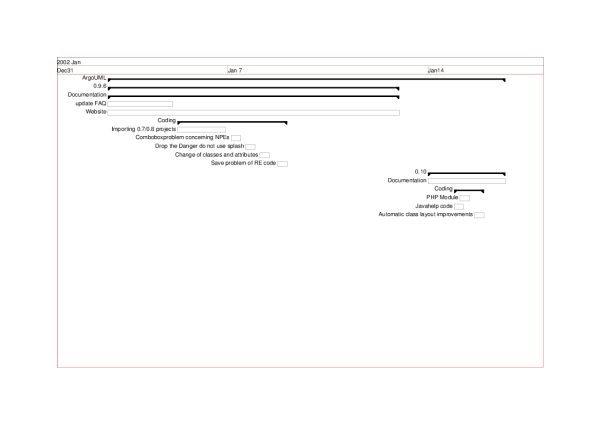 2002 Jan
Dec31 Jan 7 Jan14
ArgoUML
0.9.6
Documentation
update FAQ
Website
Coding
Importing 0.7/0.8 projects
Comboboxproblem concerning NPEs
Drop the Danger do not use splash
Change of classes and attributes
Save problem of RE code
0.10
Documentation
Coding
PHP Module
Javahelp code
Automatic class layout improvements